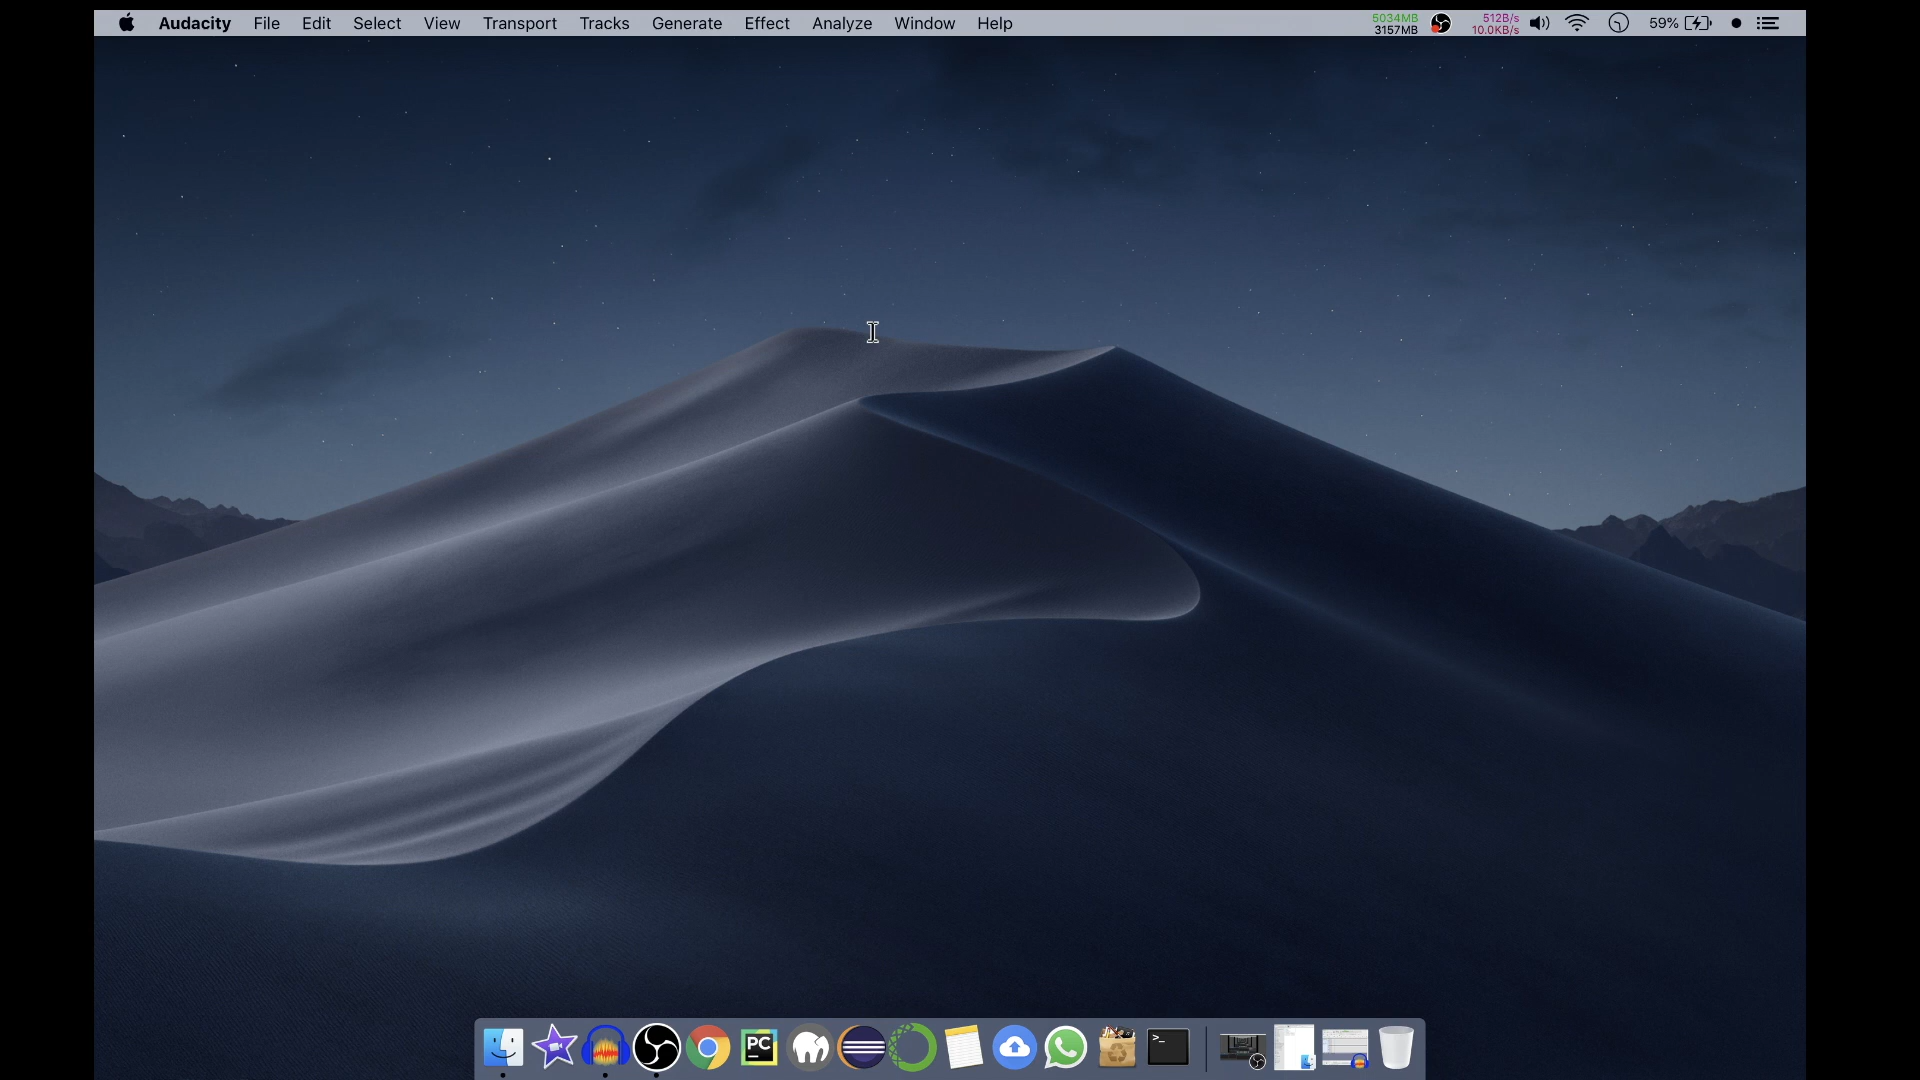 Audacity File Edit Select View Transport Tracks Generate Effect Analyze Window Help 5034MB 512B/s 59%
3157MB 10.0KB/s
PC
>_